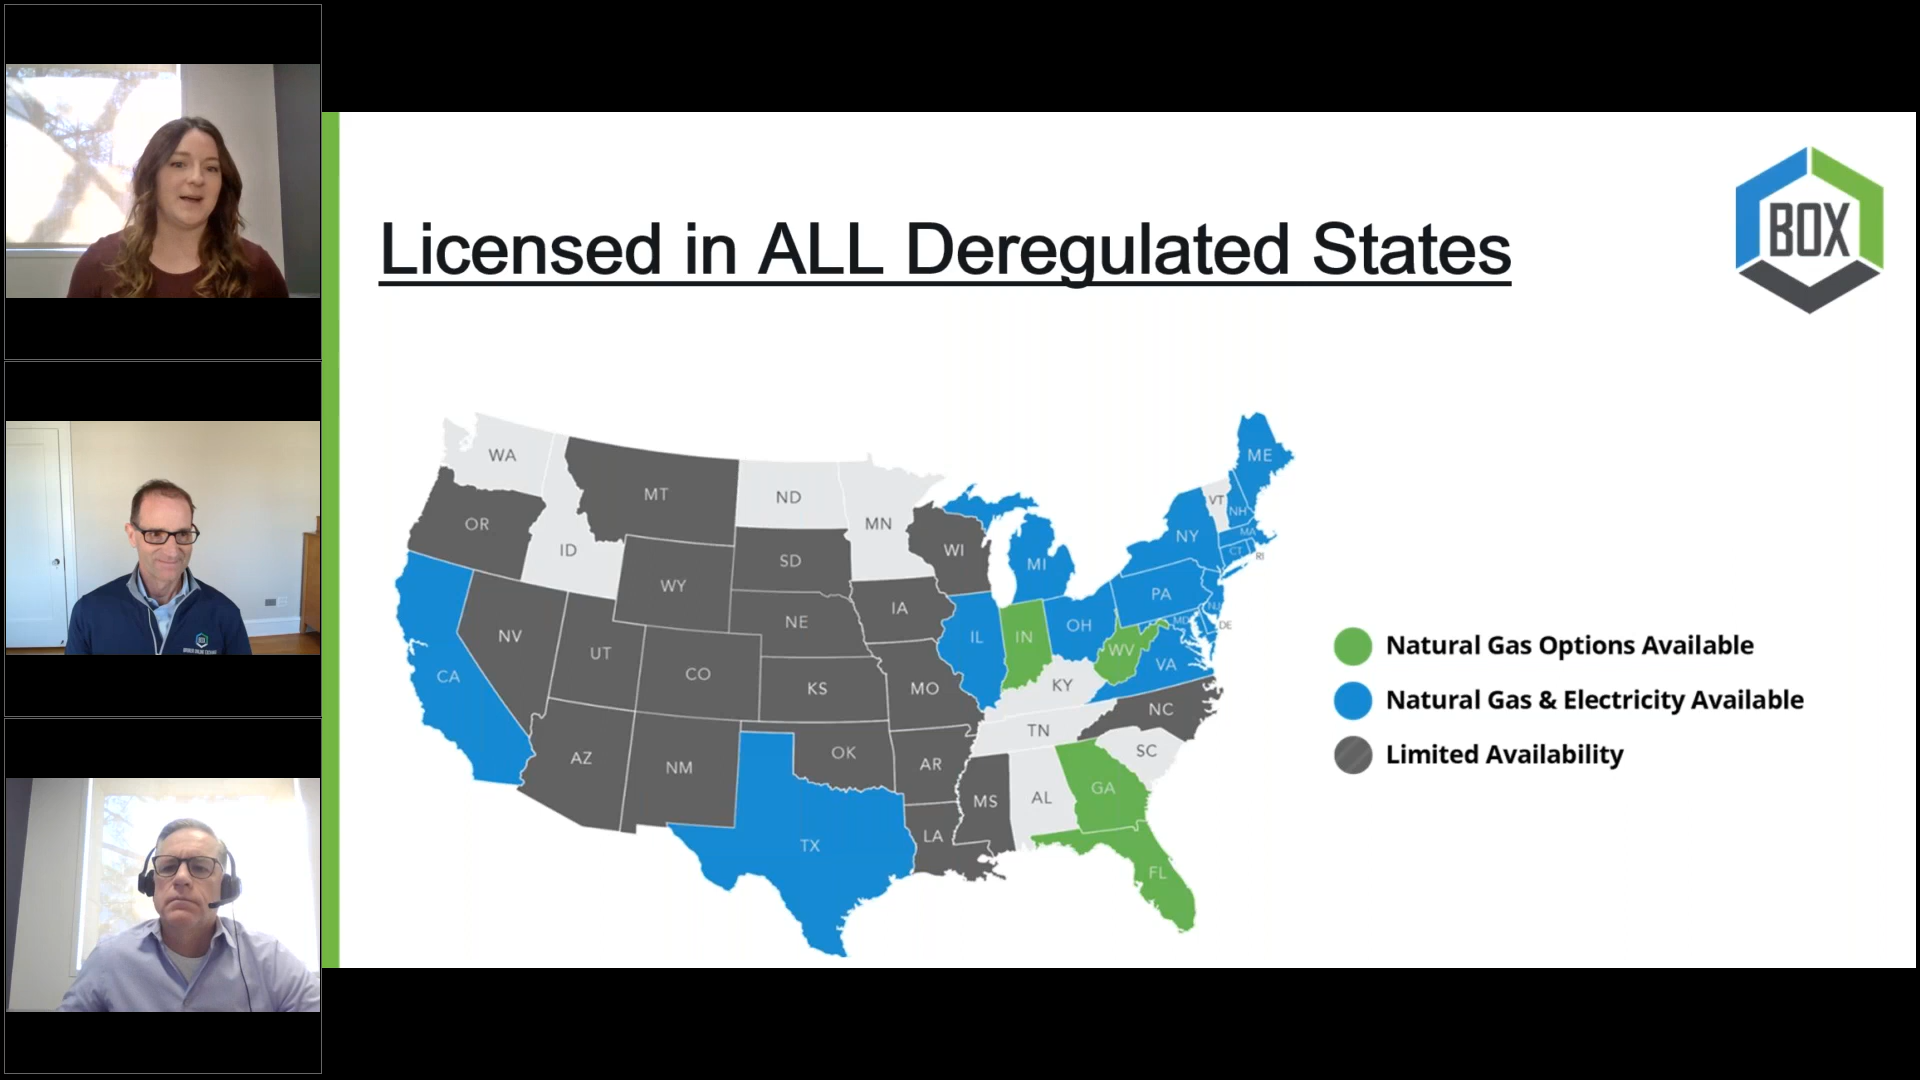 Licensed in ALL Deregulated States
BOX
WA
MT
ND
MN
ME
VT
NH
OR
ID
SD
WI
NY
MA
CT
RI
WY
MI
PA
NV
NE
IA
IL
IN
OH
NJ
MD
DE
UT
CO
KS
MO
WV
VA
CA
KY
NC
AZ
NM
OK
AR
TN
SC
MS
AL
GA
TX
LA
FL
Natural Gas Options Available
Natural Gas & Electricity Available
Limited Availability